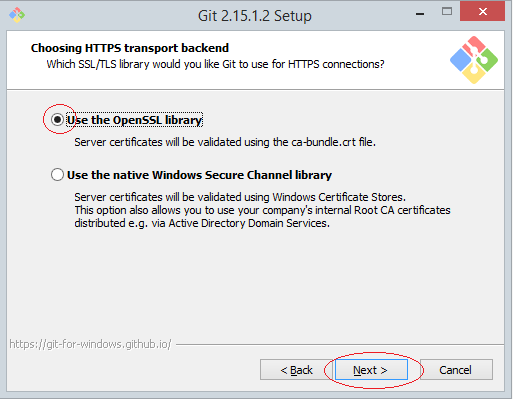 Git 2.15.1.2 Setup
Choosing HTTPS transport backend
Which SSL/TLS library would you like Git to use for HTTPS connections?
Use the OpenSSL library
Server certificates will be validated using the ca-bundle.crt file.
Use the native Windows Secure Channel library
Server certificates will be validated using Windows Certificate Stores.
This option also allows you to use your company's internal Root CA certificates
distributed e.g. via Active Directory Domain Services.
https://git-for-windows.github.io/
< Back
Next >
Cancel